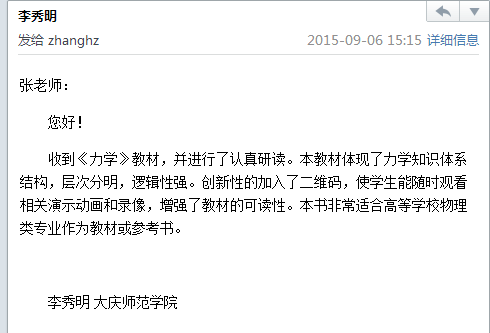 李秀明
发给 zhanghz
2015-09-06 15:15 详细信息
张老师：
您好！
收到《力学》教材，并进行了认真研读。本教材体现了力学知识体系
结构，层次分明，逻辑性强。创新性的加入了二维码，使学生能随时观看
相关演示动画和录像，增强了教材的可读性。本书非常适合高等学校物理
类专业作为教材或参考书。
李秀明 大庆师范学院